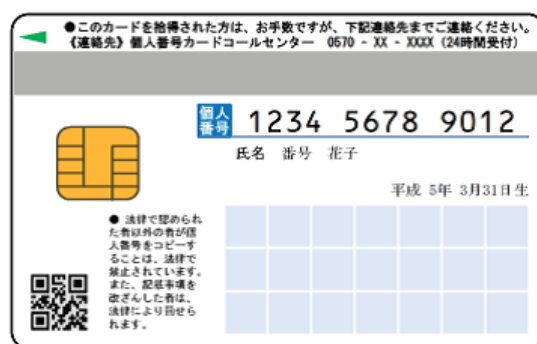 ●このカードを拾得された方は、お手数ですが、下記連絡先までご連絡ください。
《連絡先》個人番号カードコールセンター 0570 - XX - XXXX（24時間受付）
個人番号 1234 5678 9012
氏名 番号 花子
平成 5年 3月31日生
● 法律で認められ
た者以外の者が個
人番号をコピーす
ることは、法律で
禁止されています。
また、記載事項を
改ざんした者は、
法律により罰せら
れます。